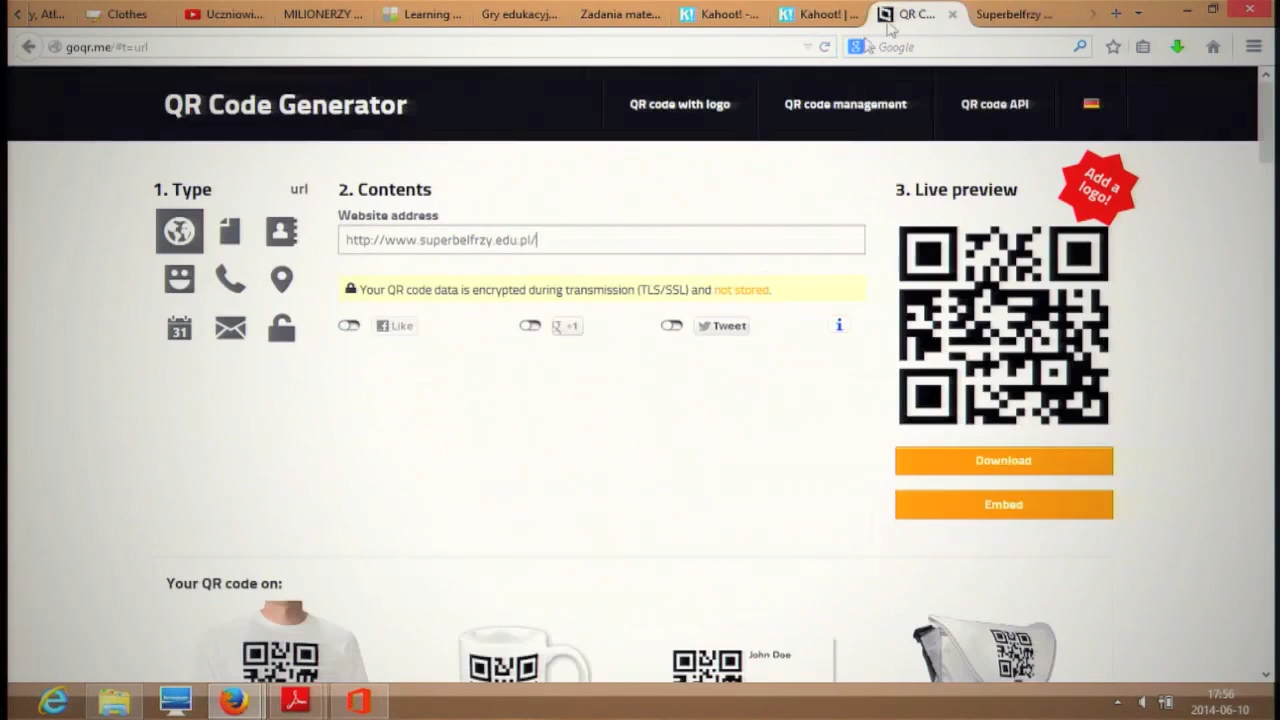 y, Atl...
Clothes
Uczniowi...
MILIONERZY ...
Learning ...
Gry edukacyj...
Zadania mate...
K! Kahoot! -...
K! Kahoot! | ...
QR C...
Superbelfrzy ...
goqr.me/#t=url
8 Google
QR Code Generator
QR code with logo
QR code management
QR code API
1. Type
url
2. Contents
3. Live preview
Add a
logo!
Website address
http://www.superbelfrzy.edu.pl/
Your QR code data is encrypted during transmission (TLS/SSL) and not stored.
Like
+1
Tweet
i
31
Download
Embed
Your QR code on:
John Doe
17:56
2014-06-10